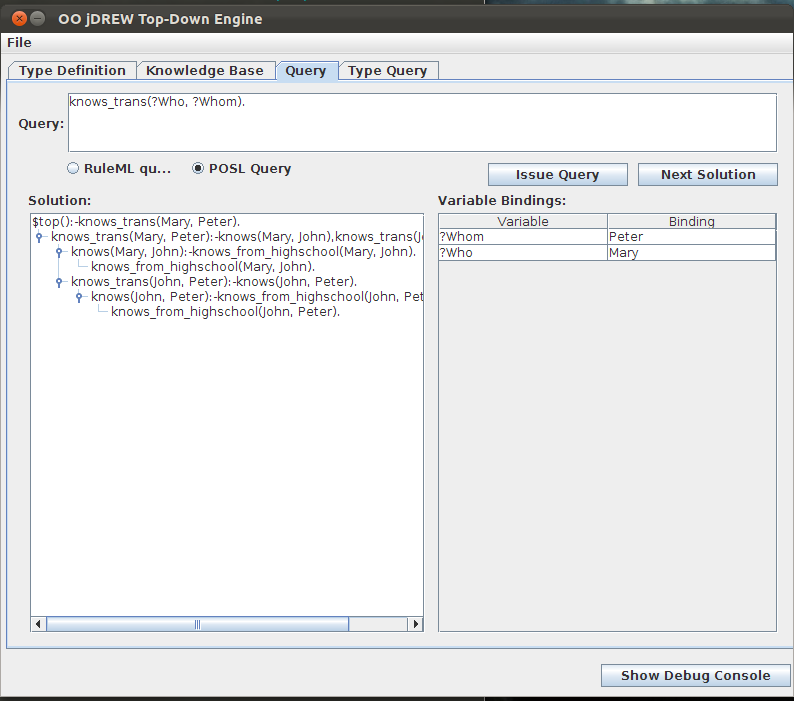 OO jDREW Top-Down Engine
File
Type Definition Knowledge Base Query Type Query
Query: knows_trans(?Who, ?Whom).
RuleML qu... POSL Query Issue Query Next Solution
Solution: Variable Bindings:
$top():-knows_trans(Mary, Peter).
knows_trans(Mary, Peter):-knows(Mary, John),knows_trans(J
knows(Mary, John):-knows_from_highschool(Mary, John).
knows_from_highschool(Mary, John).
knows_trans(John, Peter):-knows(John, Peter).
knows(John, Peter):-knows_from_highschool(John, Pet
knows_from_highschool(John, Peter).
Variable Binding
?Whom Peter
?Who Mary
Show Debug Console